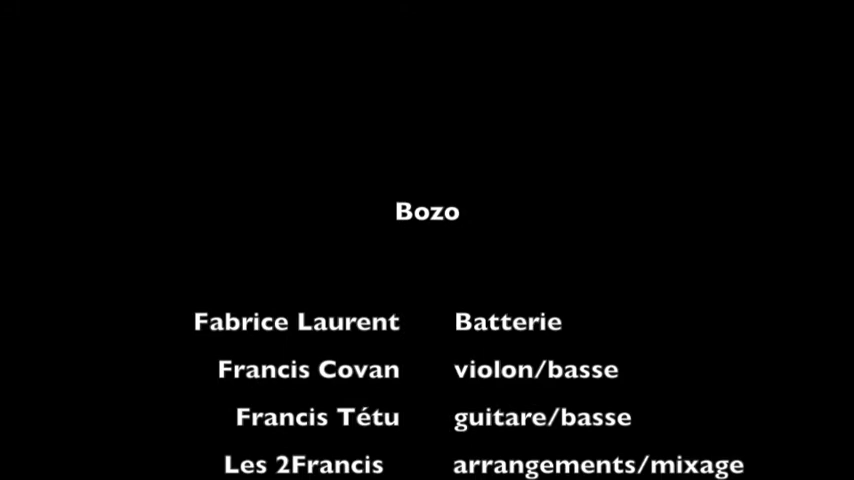 Bozo
Fabrice Laurent Batterie
Francis Covan violon/basse
Francis Tétu guitare/basse
Les 2Francis arrangements/mixage